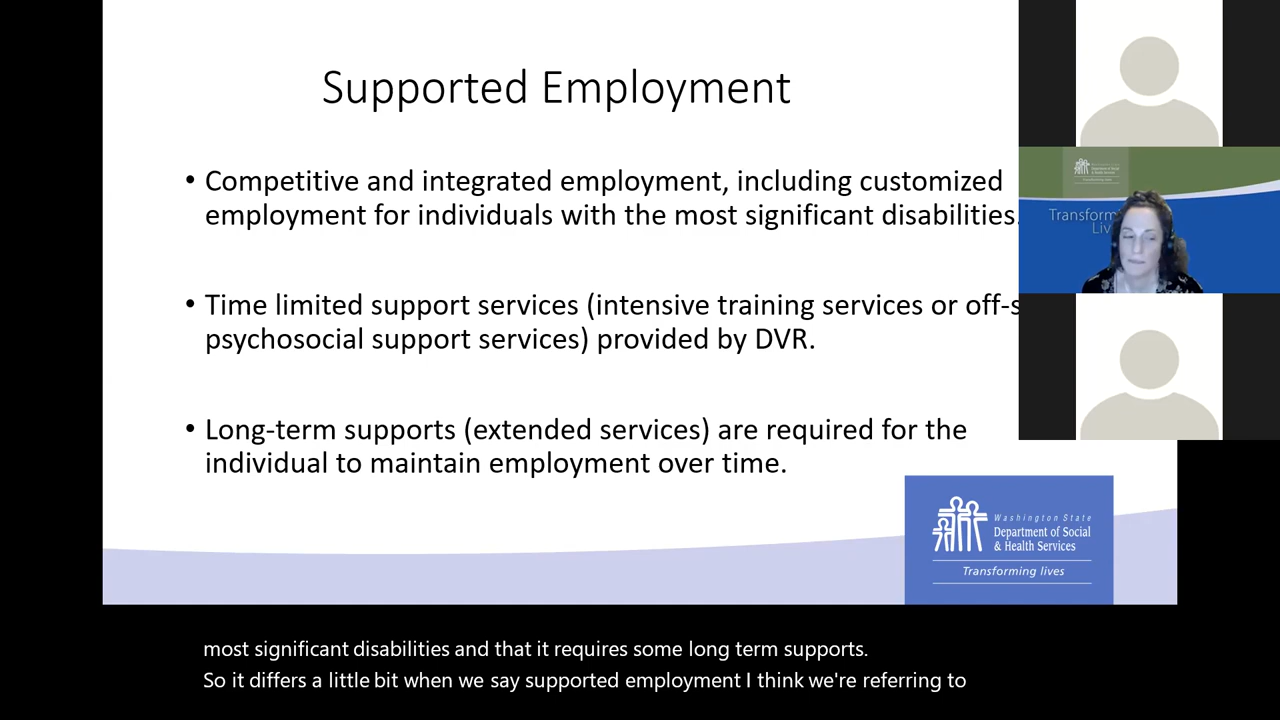 Supported Employment
• Competitive and integrated employment, including customized
employment for individuals with the most significant disabilities.
• Time limited support services (intensive training services or off-s
psychosocial support services) provided by DVR.
• Long-term supports (extended services) are required for the
individual to maintain employment over time.
Transform
Liv
Washington State
Department of Social
& Health Services
Transforming lives
most significant disabilities and that it requires some long term supports.
So it differs a little bit when we say supported employment I think we're referring to